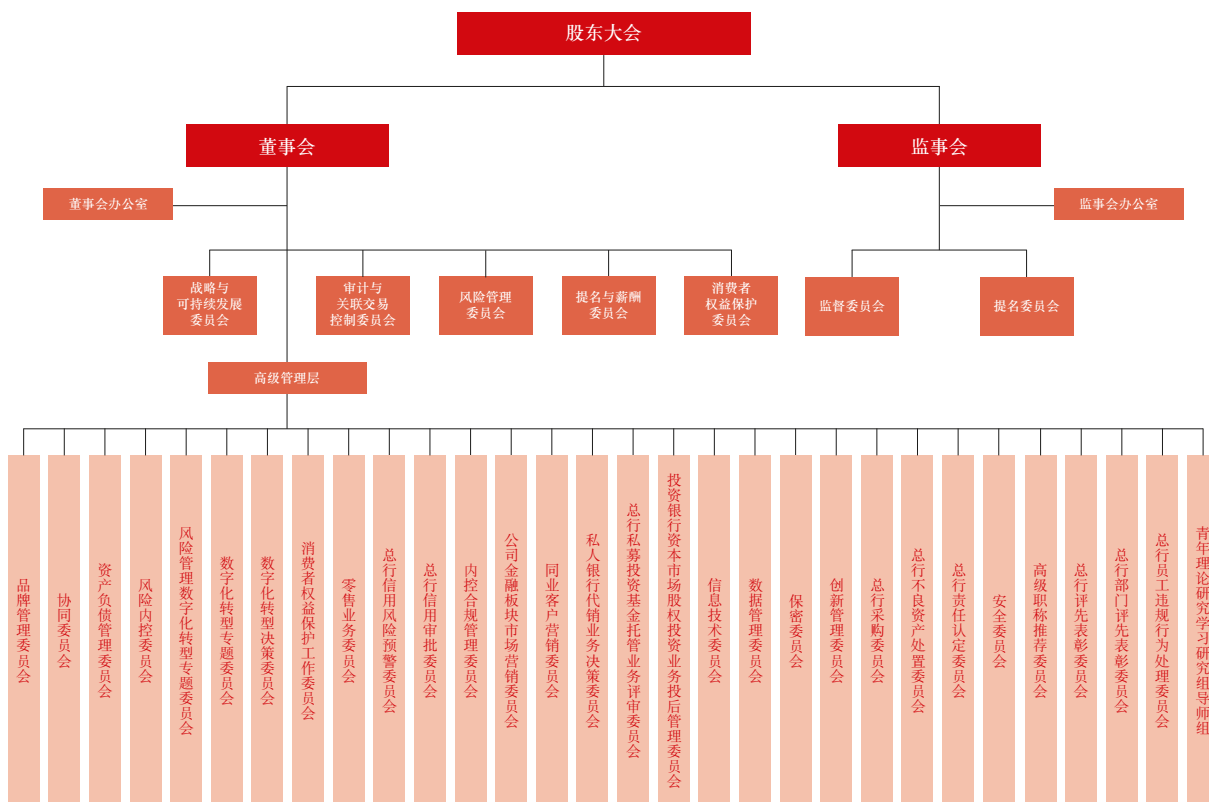 股东大会
董事会
监事会
董事会办公室
监事会办公室
战略与
可持续发展
委员会
审计与
关联交易
控制委员会
风险管理
委员会
提名与薪酬
委员会
消费者
权益保护
委员会
监督委员会
提名委员会
高级管理层
品牌管理委员会
协同委员会
资产负债管理委员会
风险内控委员会
风险管理数字化转型专题委员会
数字化转型专题委员会
数字化转型决策委员会
消费者权益保护工作委员会
零售业务委员会
总行信用风险预警委员会
总行信用审批委员会
内控合规管理委员会
公司金融板块市场营销委员会
同业客户营销委员会
私人银行代销业务决策委员会
总行私募投资基金托管业务评审委员会
投资银行资本市场股权投资业务投后管理委员会
信息技术委员会
数据管理委员会
保密委员会
创新管理委员会
总行采购委员会
总行不良资产处置委员会
总行责任认定委员会
安全委员会
高级职称推荐委员会
总行评先表彰委员会
总行部门评先表彰委员会
总行员工违规行为处理委员会
青年理论研究学习研究组导师组